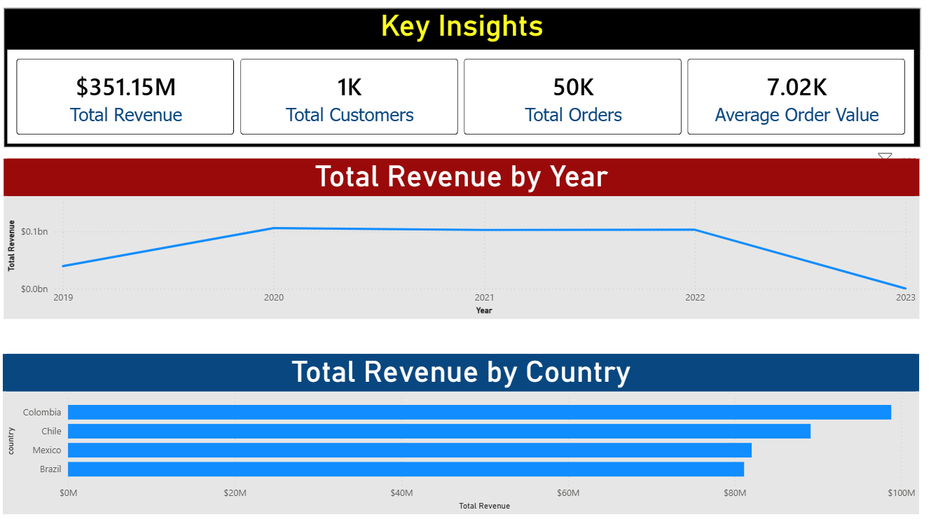 Key Insights
$351.15M 1K 50K 7.02K
Total Revenue Total Customers Total Orders Average Order Value
Total Revenue by Year
Total Revenue
$0.1bn
$0.0bn
2019 2020 2021 2022 2023
Year
Total Revenue by Country
country
Colombia
Chile
Mexico
Brazil
$0M $20M $40M $60M $80M $100M
Total Revenue